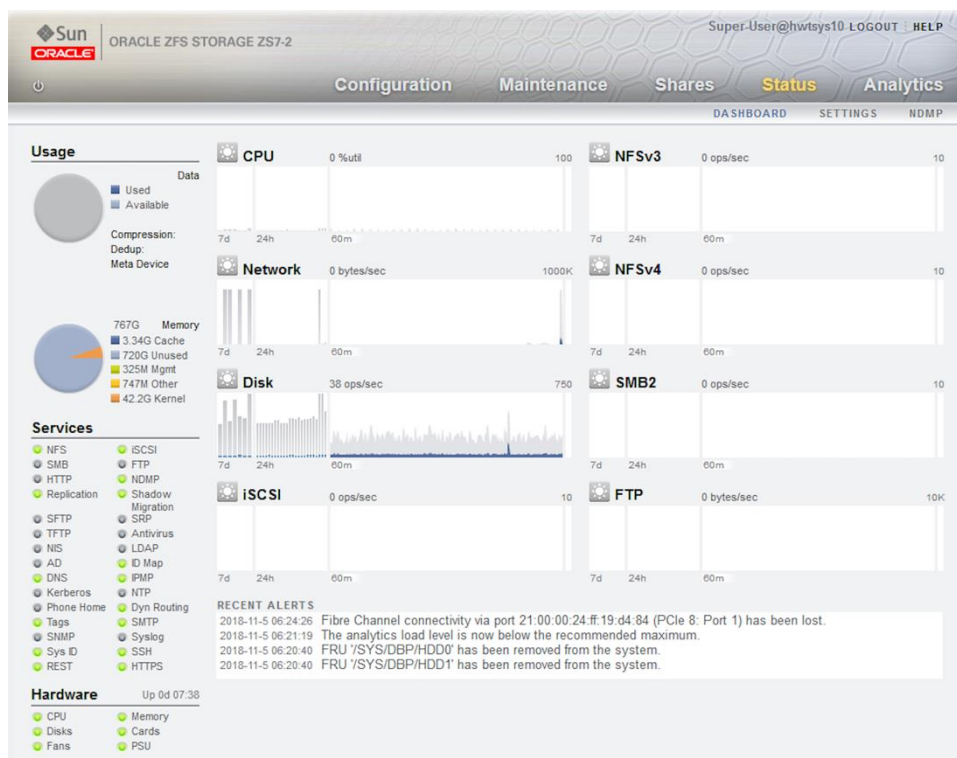 Sun
ORACLE
ORACLE ZFS STORAGE ZS7-2
Super-User@hwtsys10 LOGOUT HELP
Configuration Maintenance Shares Status Analytics
DASHBOARD SETTINGS NDMP
Usage
Data
Used
Available
Compression:
Dedup:
Meta Device
767G Memory
3.34G Cache
720G Unused
325M Mgmt
747M Other
42.2G Kernel
Services
NFS iSCSI
SMB FTP
HTTP NDMP
Replication Shadow
Migration
SFTP SRP
TFTP Antivirus
NIS LDAP
AD ID Map
DNS IPMP
Kerberos NTP
Phone Home Dyn Routing
Tags SMTP
SNMP Syslog
Sys ID SSH
REST HTTPS
Hardware Up 0d 07:38
CPU Memory
Disks Cards
Fans PSU
CPU 0 %util 100
7d 24h 60m
NFSv3 0 ops/sec 10
7d 24h 60m
Network 0 bytes/sec 1000K
7d 24h 60m
NFSv4 0 ops/sec 10
7d 24h 60m
Disk 38 ops/sec 750
7d 24h 60m
SMB2 0 ops/sec 10
7d 24h 60m
iSCSI 0 ops/sec 10
7d 24h 60m
FTP 0 bytes/sec 10K
7d 24h 60m
RECENT ALERTS
2018-11-5 06:24:26 Fibre Channel connectivity via port 21:00:00:24:ff:19:d4:84 (PCIe 8: Port 1) has been lost.
2018-11-5 06:21:19 The analytics load level is now below the recommended maximum.
2018-11-5 06:20:40 FRU '/SYS/DBP/HDD0' has been removed from the system.
2018-11-5 06:20:40 FRU '/SYS/DBP/HDD1' has been removed from the system.